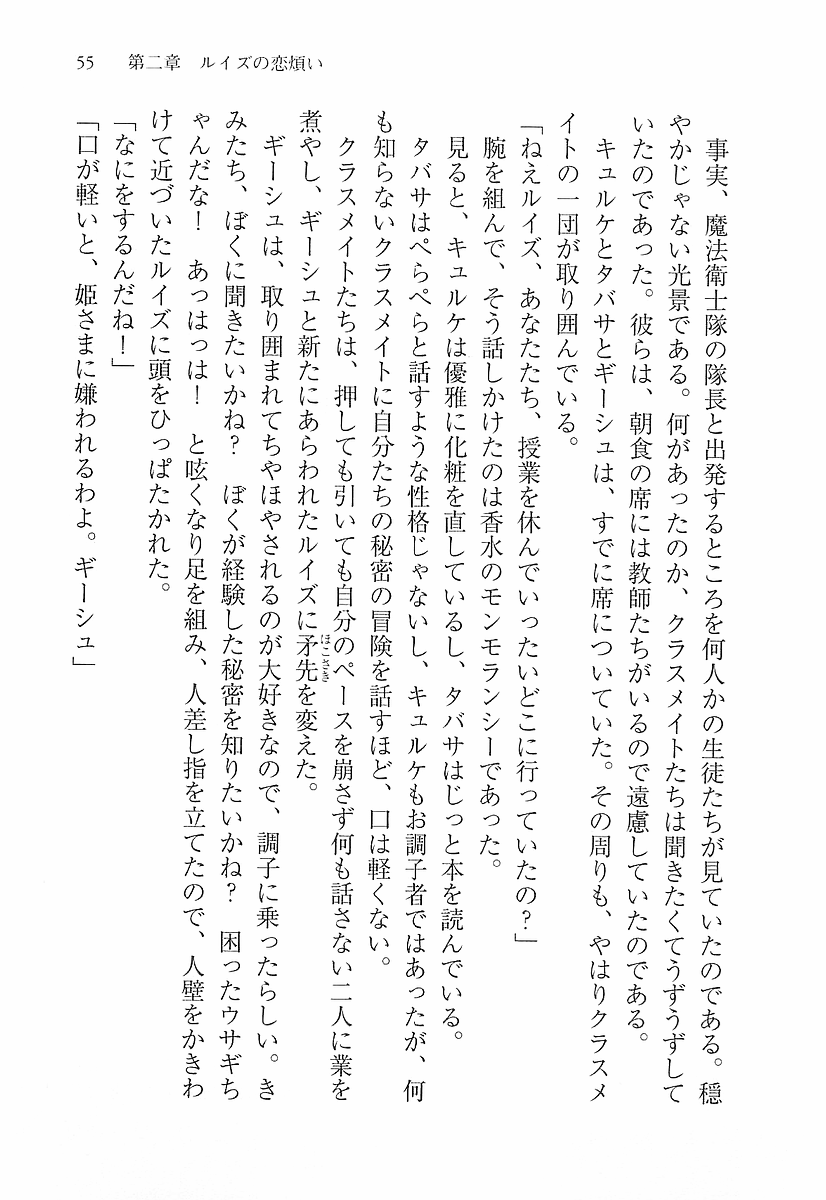 55　第二章　ルイズの恋煩い
　事実、魔法衛士隊の隊長と出発するところを何人かの生徒たちが見ていたのである。穏
やかじゃない光景である。何があったのか、クラスメイトたちは聞きたくてうずうずして
いたのであった。彼らは、朝食の席には教師たちがいるので遠慮していたのである。
　キュルケとタバサとギーシュは、すでに席についていた。その周りも、やはりクラスメ
イトの一団が取り囲んでいる。
「ねえルイズ、あなたたち、授業を休んでいったいどこに行っていたの？」
　腕を組んで、そう話しかけたのは香水のモンモランシーであった。
　見ると、キュルケは優雅に化粧を直しているし、タバサはじっと本を読んでいる。
　タバサはぺらぺらと話すような性格じゃないし、キュルケもお調子者ではあったが、何
も知らないクラスメイトに自分たちの秘密の冒険を話すほど、口は軽くない。
　クラスメイトたちは、押しても引いても自分のペースを崩さず何も話さない二人に業を
煮やし、ギーシュと新たにあらわれたルイズに矛先ほこさきを変えた。
　ギーシュは、取り囲まれてちやほやされるのが大好きなので、調子に乗ったらしい。き
みたち、ぼくに聞きたいかね？　ぼくが経験した秘密を知りたいかね？　困ったウサギち
ゃんだな！　あっはっは！　と呟くなり足を組み、人差し指を立てたので、人壁をかきわ
けて近づいたルイズに頭をひっぱたかれた。
「なにをするんだね！」
「口が軽いと、姫さまに嫌われるわよ。ギーシュ」